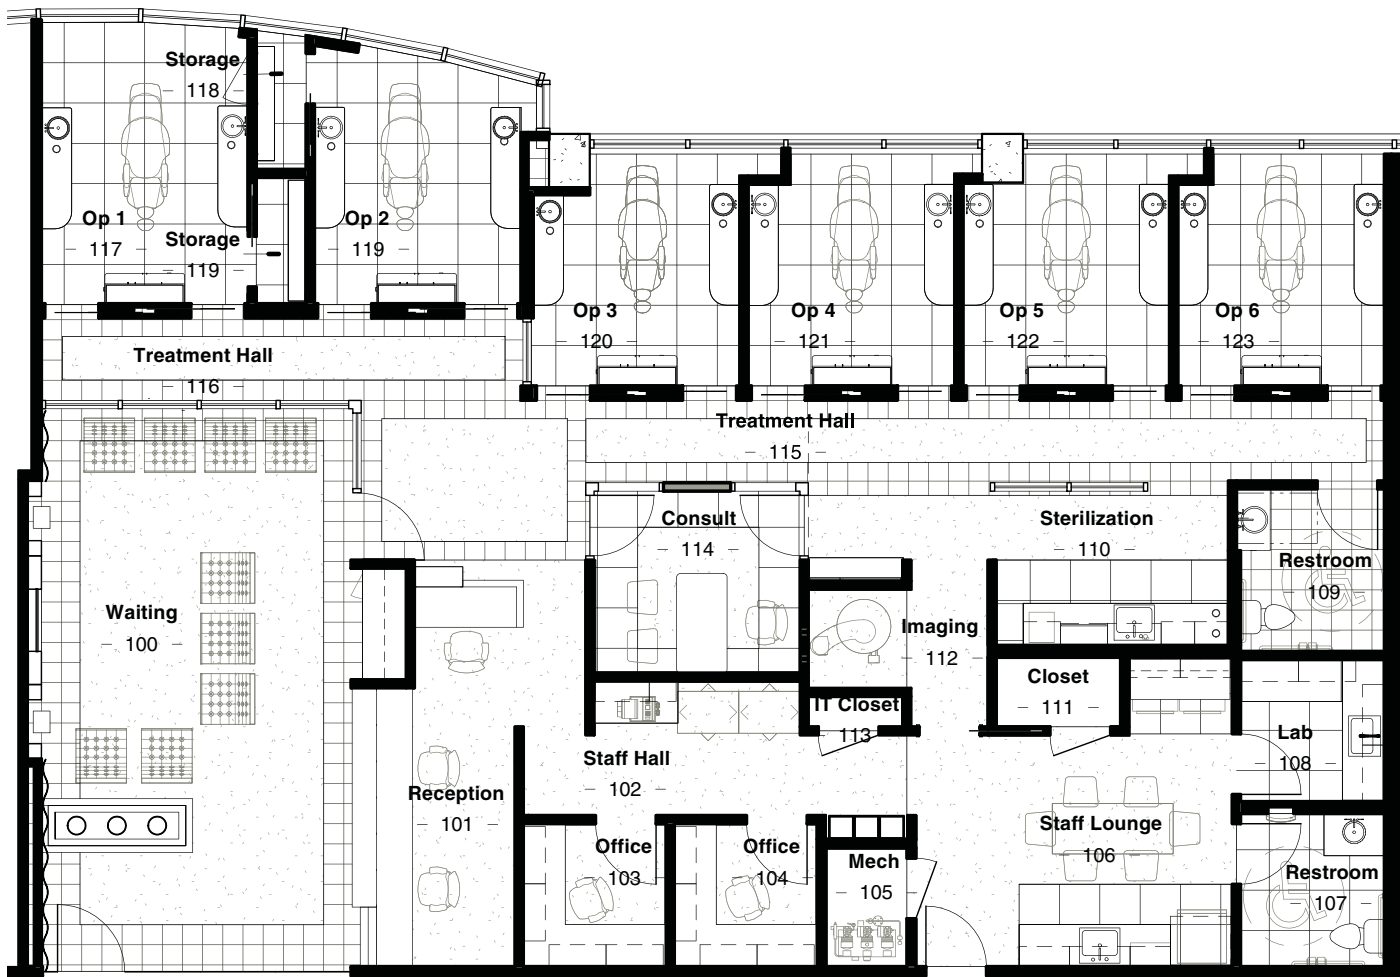 Storage
118
Op 1
117
Storage
119
Op 2
119
Op 3
120
Op 4
121
Op 5
122
Op 6
123
Treatment Hall
116
Treatment Hall
115
Consult
114
Sterilization
110
Restroom
109
Waiting
100
Imaging
112
Closet
111
IT Closet
113
Lab
108
Staff Hall
102
Reception
101
Staff Lounge
106
Office
103
Office
104
Mech
105
Restroom
107